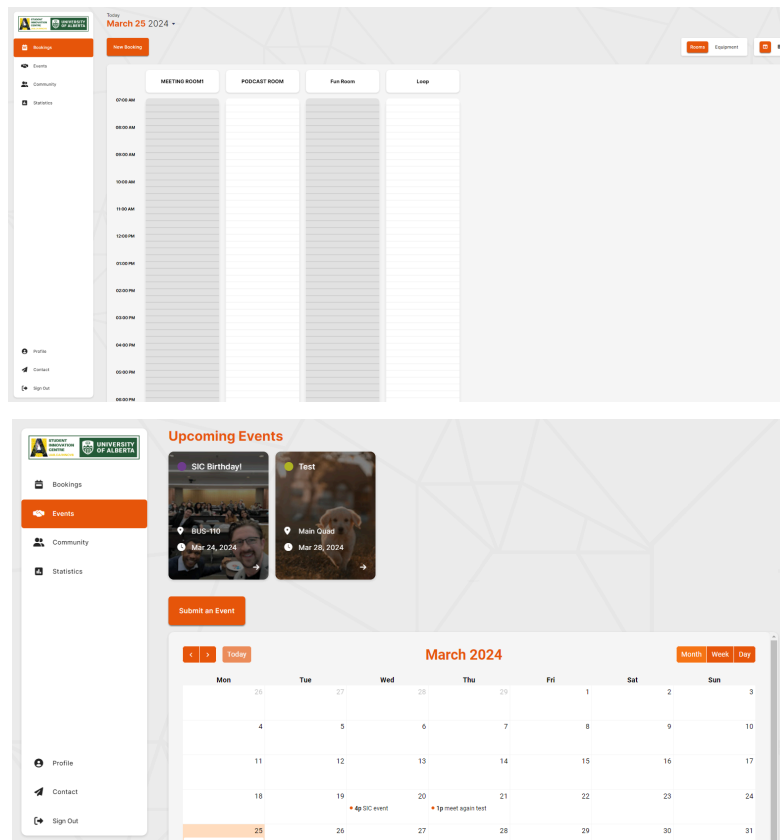 Today
March 25 2024
STUDENT INNOVATION CENTRE
UNIVERSITY OF ALBERTA
Bookings
Events
Community
Statistics
Profile
Contact
Sign Out
New Booking
Rooms Equipment
MEETING ROOM1 PODCAST ROOM Fun Room Loop
07:00 AM
08:00 AM
09:00 AM
10:00 AM
11:00 AM
12:00 PM
01:00 PM
02:00 PM
03:00 PM
04:00 PM
05:00 PM
06:00 PM
STUDENT
INNOVATION
CENTRE
UNIVERSITY
OF ALBERTA
Bookings
Events
Community
Statistics
Profile
Contact
Sign Out
Upcoming Events
SIC Birthday!
BUS-110
Mar 24, 2024
Test
Main Quad
Mar 28, 2024
Submit an Event
Today March 2024 Month Week Day
Mon Tue Wed Thu Fri Sat Sun
26 27 28 29 1 2 3
4 5 6 7 8 9 10
11 12 13 14 15 16 17
18 19 20 21 22 23 24
4p SIC event 1p meet again test
25 26 27 28 29 30 31